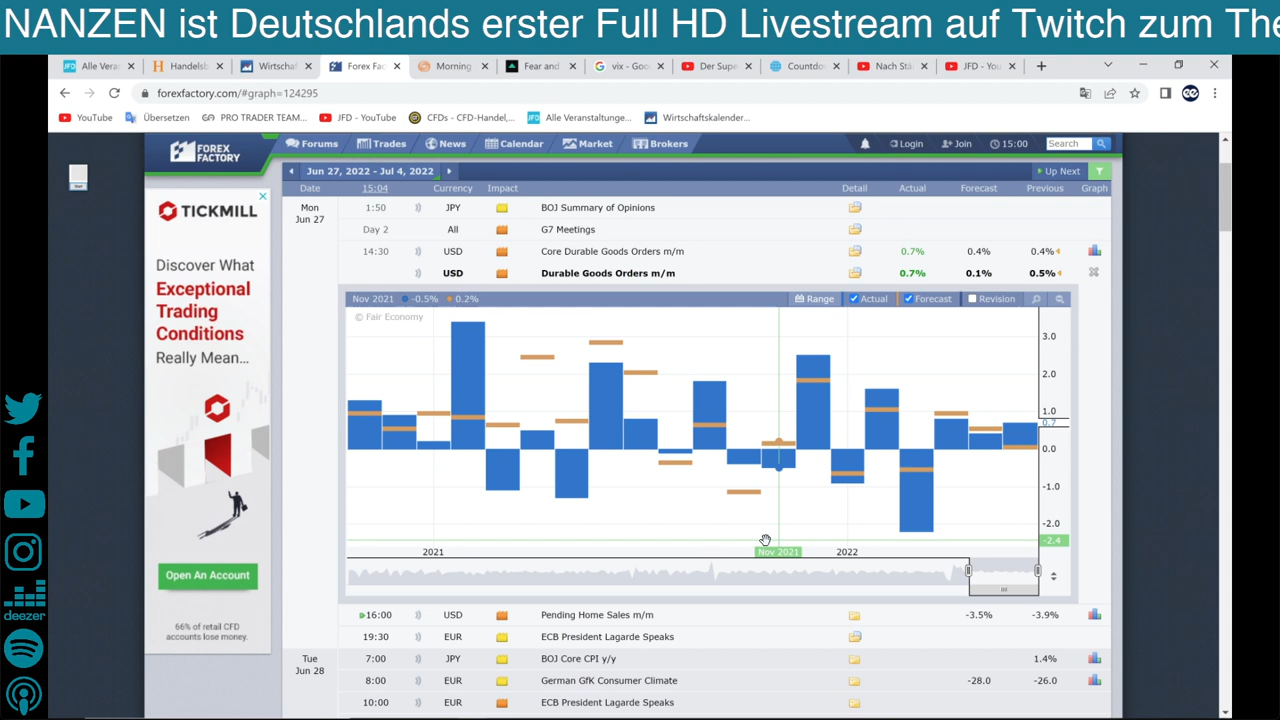 NANZEN ist Deutschlands erster Full HD Livestream auf Twitch zum The
Alle Veran
Handelsb
Wirtschaf
Forex Fac
Morning
Fear and
vix - Goo
Der Supe
Countdo
Nach Stä
JFD - You
forexfactory.com/#graph=124295
YouTube
Übersetzen
PRO TRADER TEAM...
JFD - YouTube
CFDs - CFD-Handel,...
Alle Veranstaltunge...
Wirtschaftskalender...
FOREX FACTORY
Forums
Trades
News
Calendar
Market
Brokers
Login
Join
15:00
Search
Jun 27, 2022 - Jul 4, 2022
Up Next
Date 15:04 Currency Impact Detail Actual Forecast Previous Graph
Mon Jun 27
1:50 JPY BOJ Summary of Opinions
Day 2 All G7 Meetings
14:30 USD Core Durable Goods Orders m/m 0.7% 0.4% 0.4%
USD Durable Goods Orders m/m 0.7% 0.1% 0.5%
Nov 2021 -0.5% 0.2% Range Actual Forecast Revision
© Fair Economy
3.0
2.0
1.0
0.7
0.0
-1.0
-2.0
-2.4
2021 Nov 2021 2022
16:00 USD Pending Home Sales m/m -3.5% -3.9%
19:30 EUR ECB President Lagarde Speaks
Tue Jun 28
7:00 JPY BOJ Core CPI y/y 1.4%
8:00 EUR German GfK Consumer Climate -28.0 -26.0
10:00 EUR ECB President Lagarde Speaks
TICKMILL
Discover What
Exceptional
Trading
Conditions
Really Mean...
Open An Account
66% of retail CFD
accounts lose money.
deezer